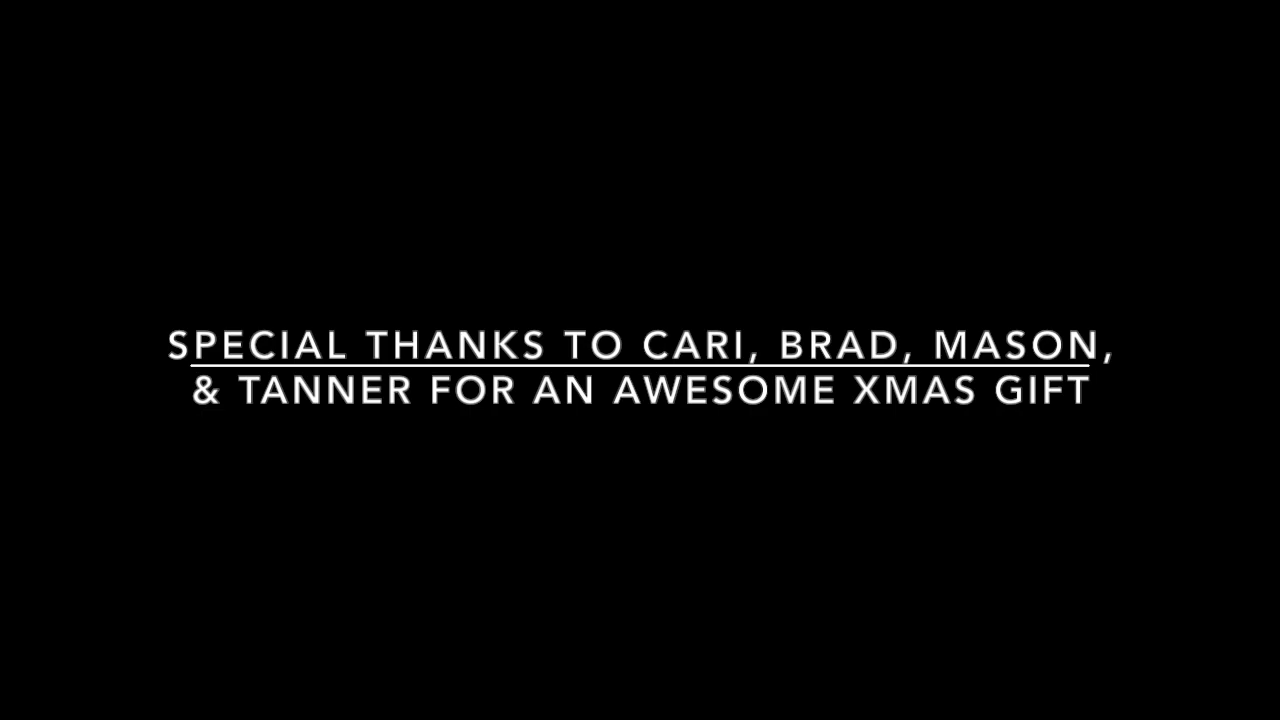 SPECIAL THANKS TO CARI, BRAD, MASON,
& TANNER FOR AN AWESOME XMAS GIFT